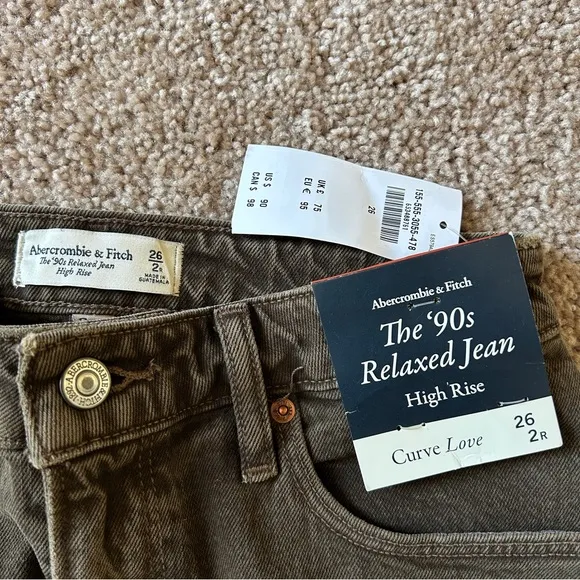 Abercrombie & Fitch
The '90s Relaxed Jean
High Rise
26
2R
MADE IN
GUATEMALA
ABERCROMBIE & FITCH · 1892 ·
155-555-3055-478
26
UK £ 75
EU € 95
US $ 90
CAN $ 98
Abercrombie & Fitch
The '90s
Relaxed Jean
High Rise
Curve Love
26
2R